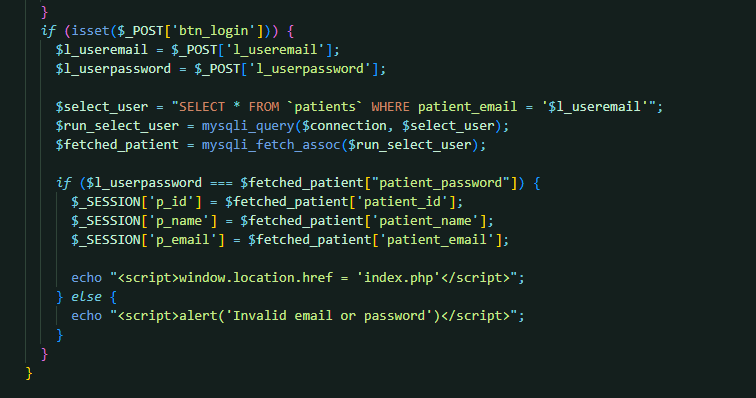 }
if (isset($_POST['btn_login'])) {
$l_useremail = $_POST['l_useremail'];
$l_userpassword = $_POST['l_userpassword'];
$select_user = "SELECT * FROM `patients` WHERE patient_email = '$l_useremail'";
$run_select_user = mysqli_query($connection, $select_user);
$fetched_patient = mysqli_fetch_assoc($run_select_user);
if ($l_userpassword === $fetched_patient["patient_password"]) {
$_SESSION['p_id'] = $fetched_patient['patient_id'];
$_SESSION['p_name'] = $fetched_patient['patient_name'];
$_SESSION['p_email'] = $fetched_patient['patient_email'];
echo "<script>window.location.href = 'index.php'</script>";
} else {
echo "<script>alert('Invalid email or password')</script>";
}
}
}